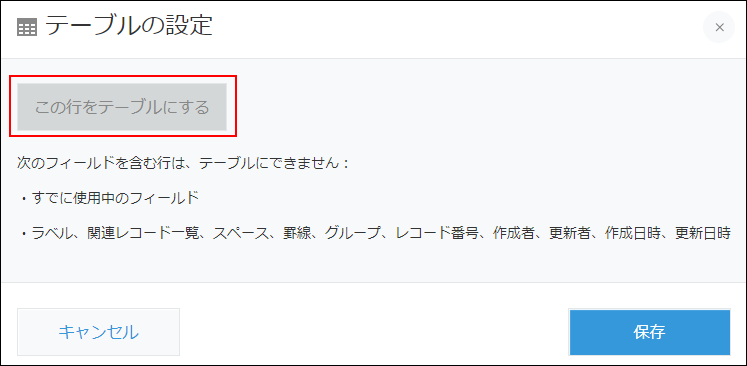 テーブルの設定
×
この行をテーブルにする
次のフィールドを含む行は、テーブルにできません：
・すでに使用中のフィールド
・ラベル、関連レコード一覧、スペース、罫線、グループ、レコード番号、作成者、更新者、作成日時、更新日時
キャンセル
保存